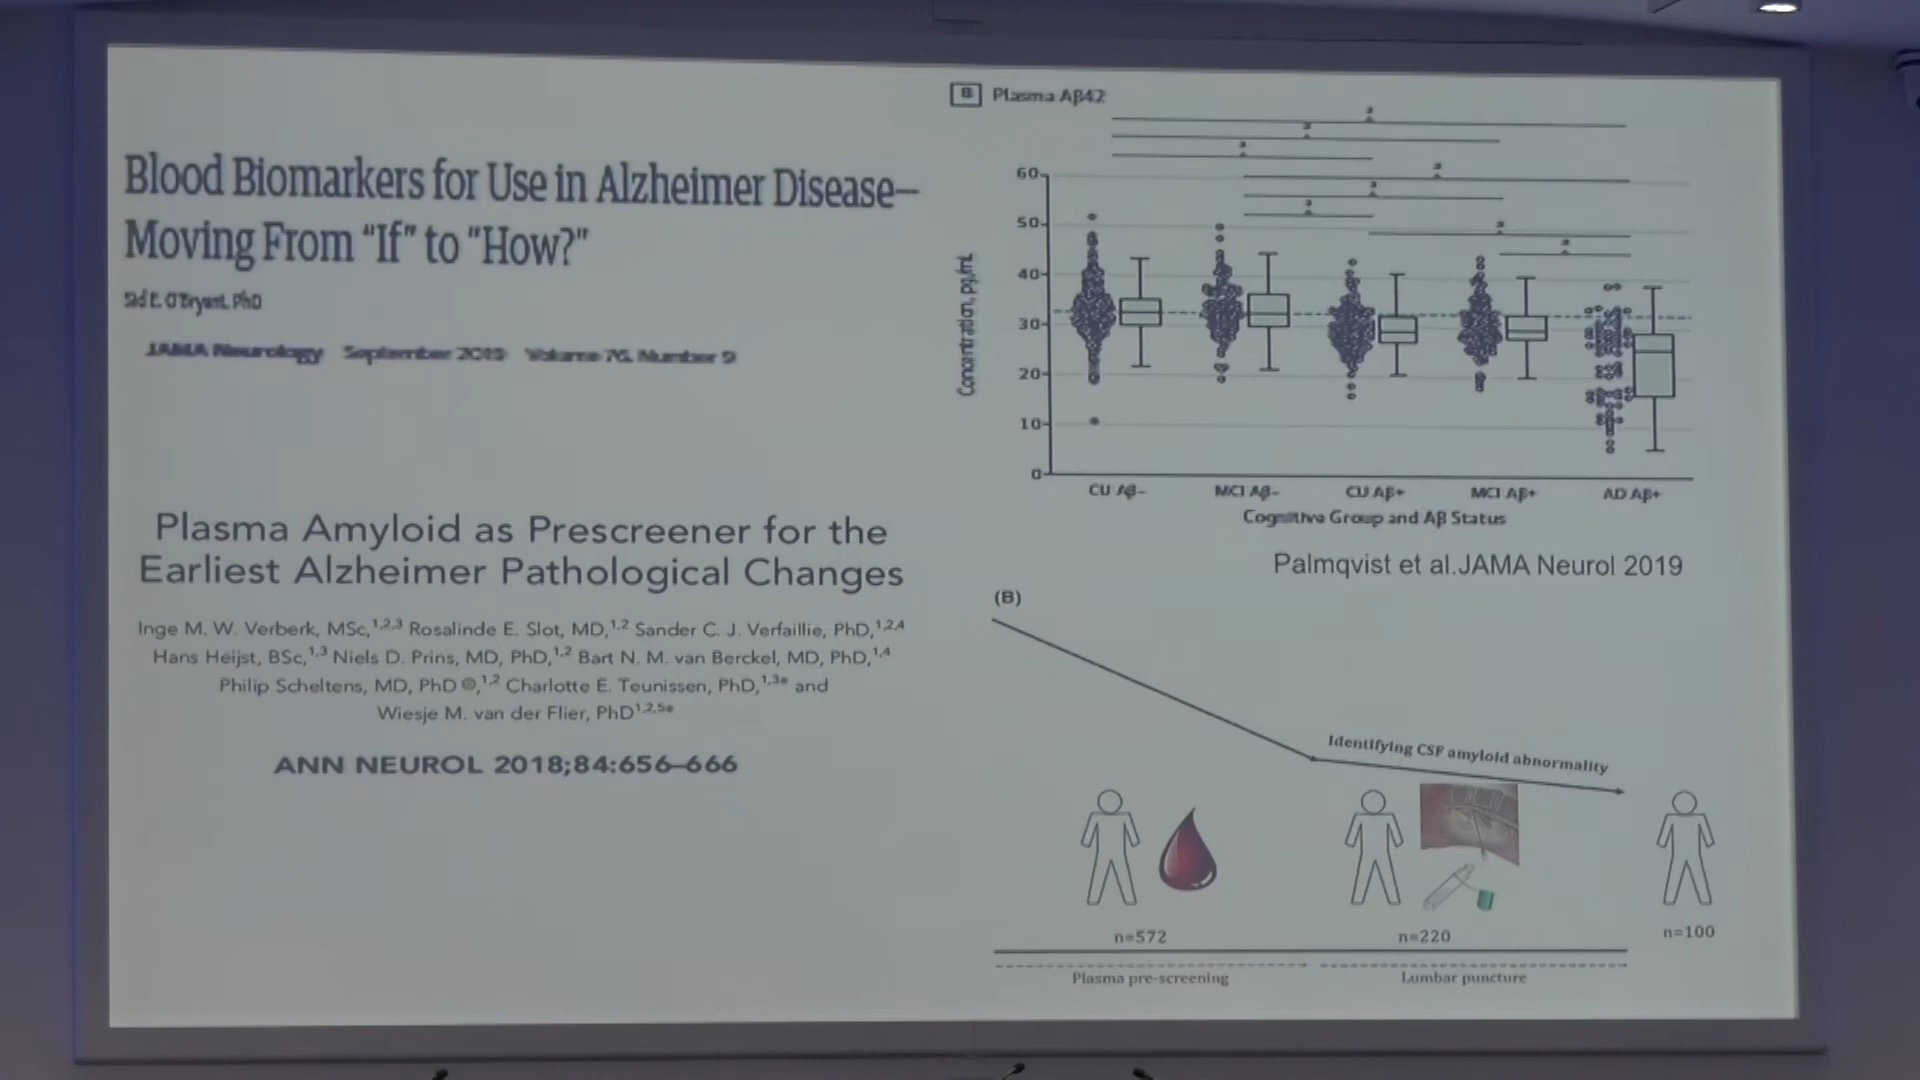 Blood Biomarkers for Use in Alzheimer Disease—
Moving From "If" to "How?"
Sid E. O'Bryant, PhD
JAMA Neurology September 2019 Volume 76, Number 9
Plasma Amyloid as Prescreener for the
Earliest Alzheimer Pathological Changes
Inge M. W. Verberk, MSc,1,2,3 Rosalinde E. Slot, MD,1,2 Sander C. J. Verfaillie, PhD,1,2,4
Hans Heijst, BSc,1,3 Niels D. Prins, MD, PhD,1,2 Bart N. M. van Berckel, MD, PhD,1,4
Philip Scheltens, MD, PhD,1,2 Charlotte E. Teunissen, PhD,1,3* and
Wiesje M. van der Flier, PhD1,2,5*
ANN NEUROL 2018;84:656–666
B Plasma Aβ42
a
a
a
a
a
a
a
a
60
50
40
30
20
10
0
Concentration, pg/mL
CU Aβ– MCI Aβ– CU Aβ+ MCI Aβ+ AD Aβ+
Cognitive Group and Aβ Status
Palmqvist et al.JAMA Neurol 2019
(B)
Identifying CSF amyloid abnormality
n=572 n=220 n=100
Plasma pre-screening Lumbar puncture